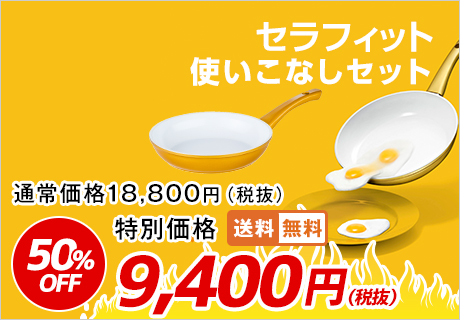 セラフィット
使いこなしセット
通常価格18,800円(税抜)
特別価格 送料無料
50%
OFF
9,400円(税抜)